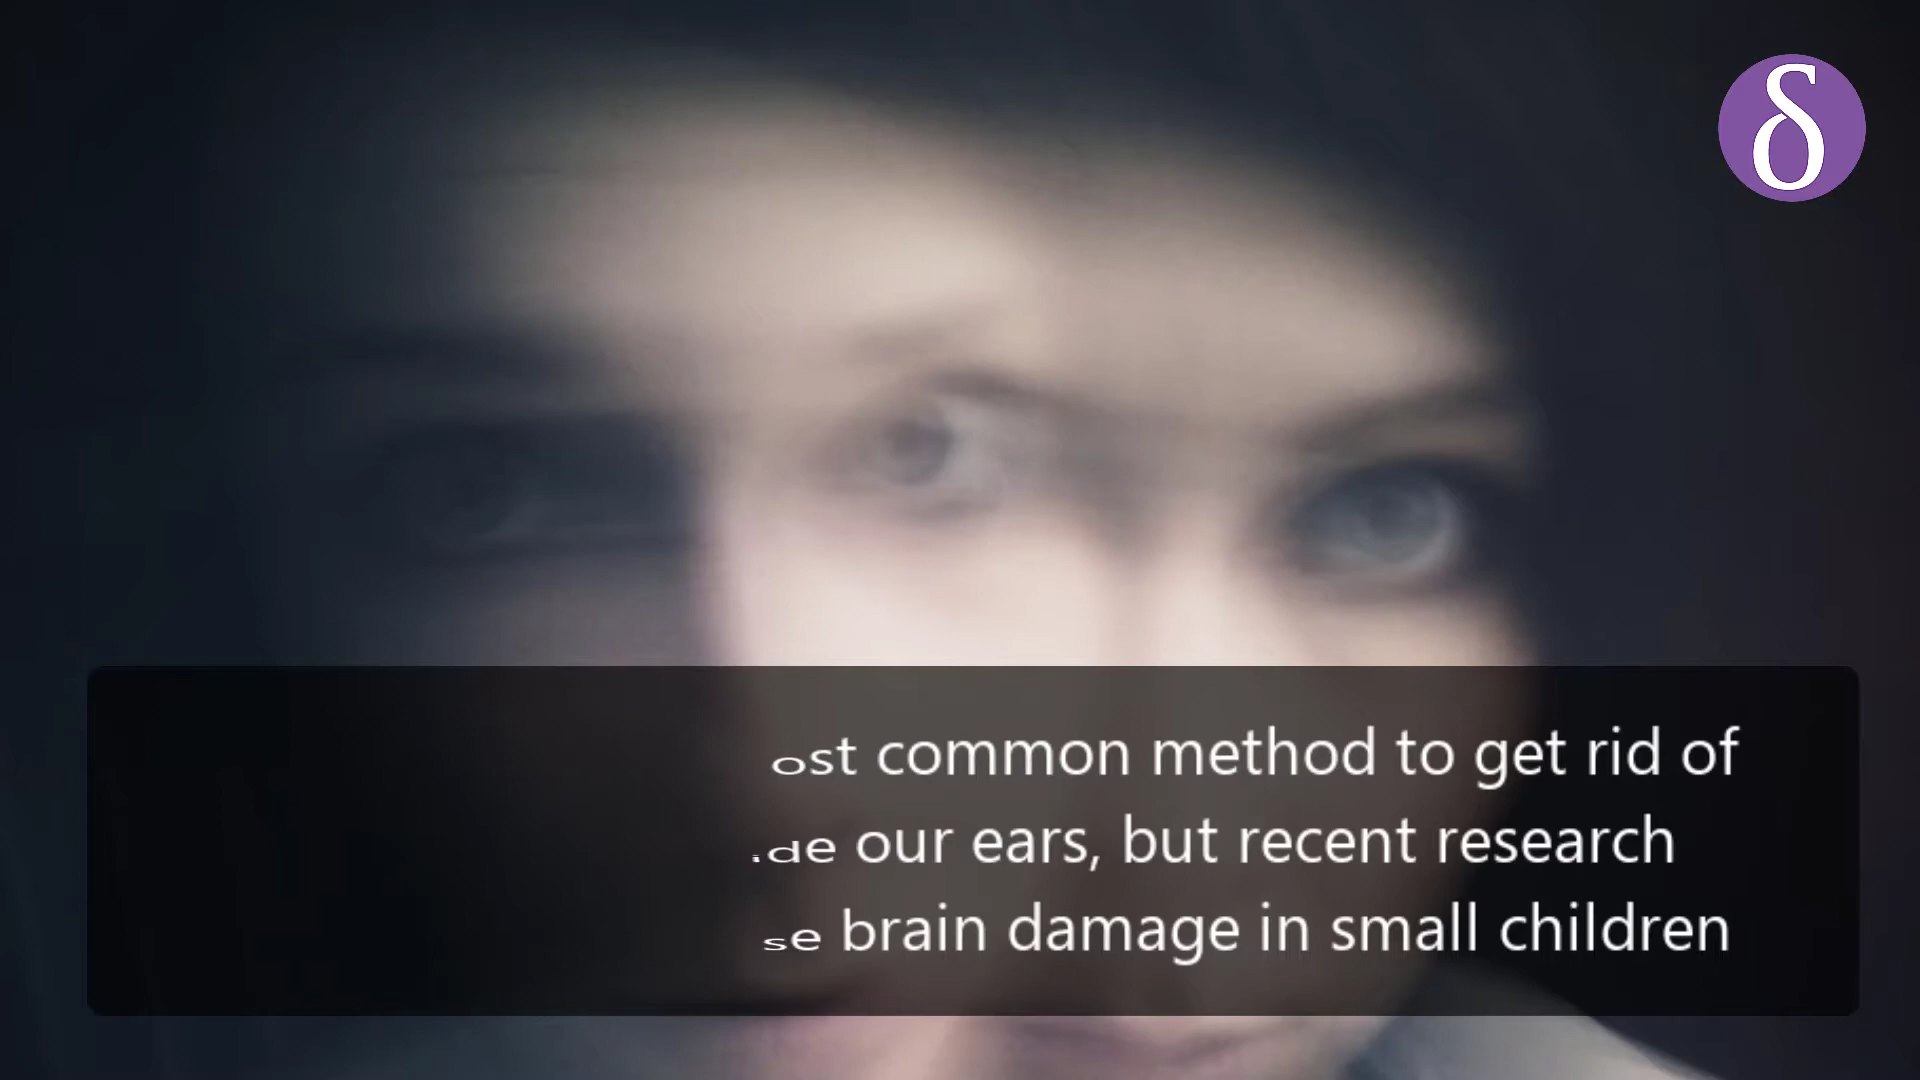 δ
ost common method to get rid of
de our ears, but recent research
se brain damage in small children